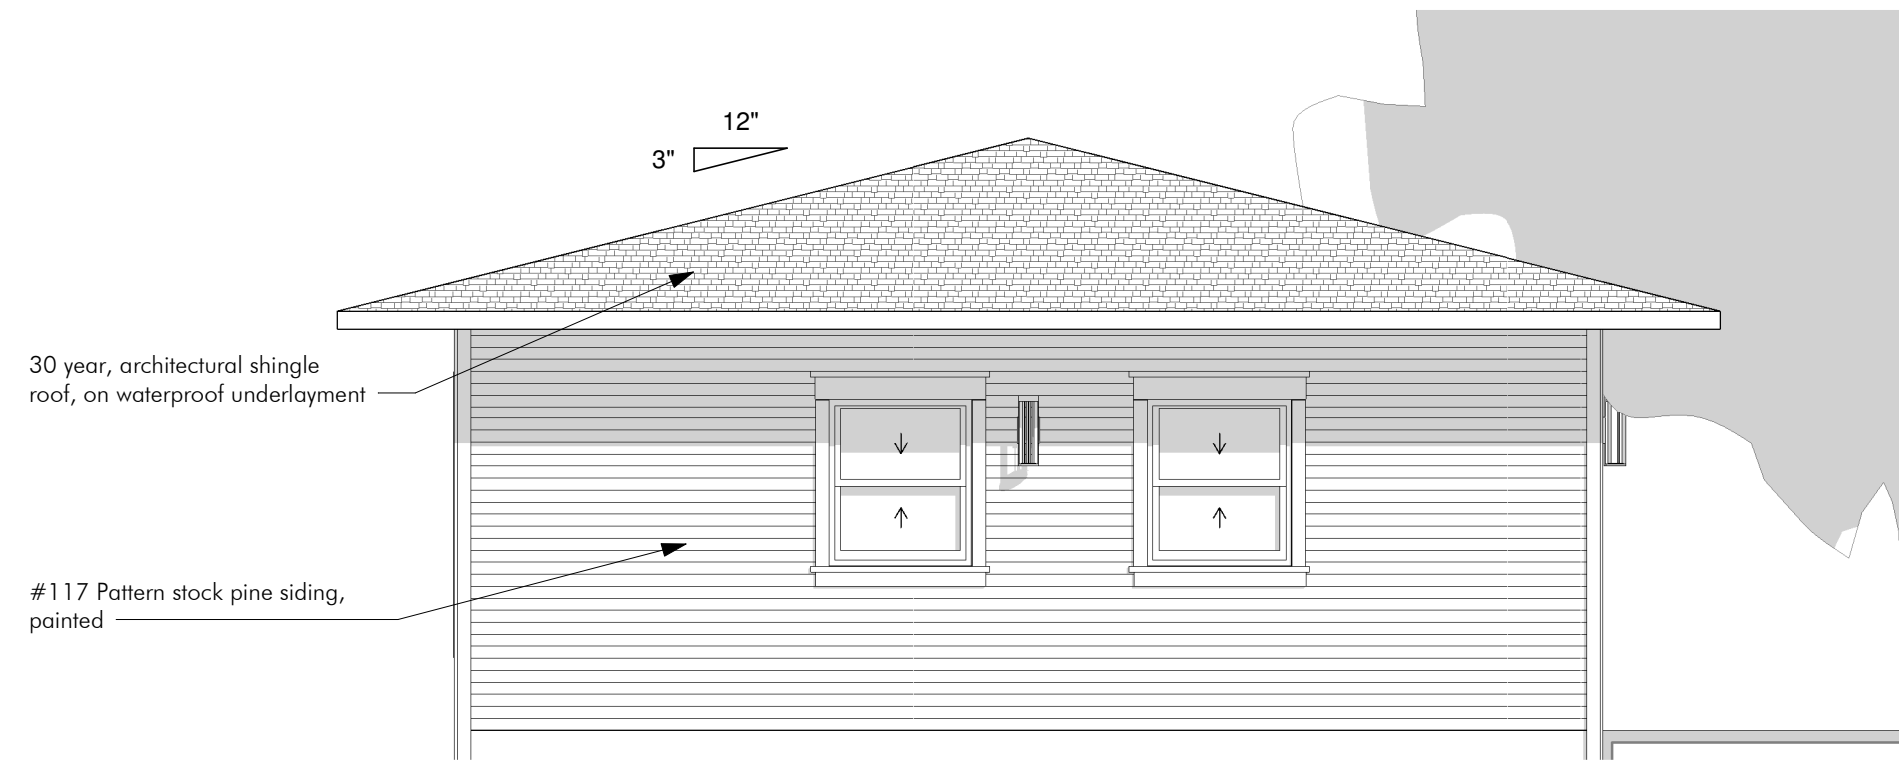 12"
3"
30 year, architectural shingle
roof, on waterproof underlayment
#117 Pattern stock pine siding,
painted